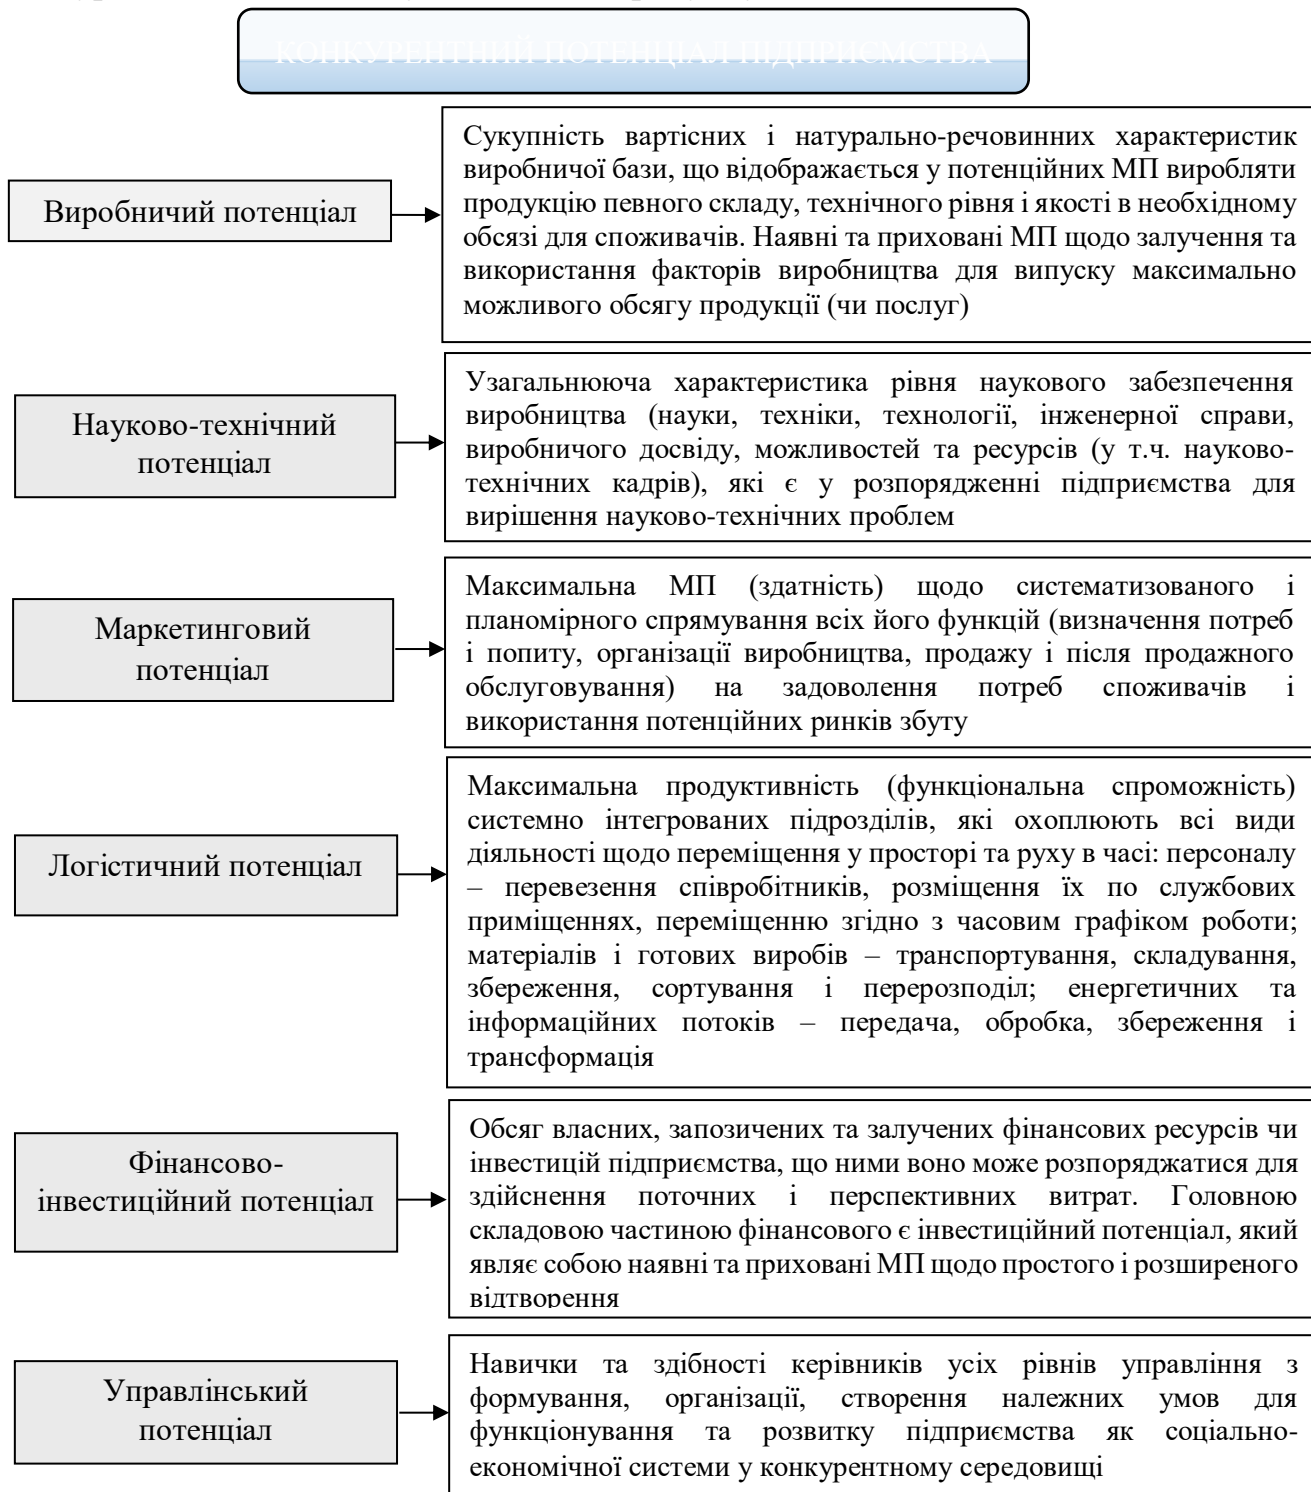 КОНКУРЕНТНИЙ ПОТЕНЦІАЛ ПІДПРИЄМСТВА
Виробничий потенціал
Сукупність вартісних і натурально-речовинних характеристик
виробничої бази, що відображається у потенційних МП виробляти
продукцію певного складу, технічного рівня і якості в необхідному
обсязі для споживачів. Наявні та приховані МП щодо залучення та
використання факторів виробництва для випуску максимально
можливого обсягу продукції (чи послуг)
Науково-технічний
потенціал
Узагальнююча характеристика рівня наукового забезпечення
виробництва (науки, техніки, технології, інженерної справи,
виробничого досвіду, можливостей та ресурсів (у т.ч. науково-
технічних кадрів), які є у розпорядженні підприємства для
вирішення науково-технічних проблем
Маркетинговий
потенціал
Максимальна МП (здатність) щодо систематизованого і
планомірного спрямування всіх його функцій (визначення потреб
і попиту, організації виробництва, продажу і після продажного
обслуговування) на задоволення потреб споживачів і
використання потенційних ринків збуту
Логістичний потенціал
Максимальна продуктивність (функціональна спроможність)
системно інтегрованих підрозділів, які охоплюють всі види
діяльності щодо переміщення у просторі та руху в часі: персоналу
– перевезення співробітників, розміщення їх по службових
приміщеннях, переміщенню згідно з часовим графіком роботи;
матеріалів і готових виробів – транспортування, складування,
збереження, сортування і перерозподіл; енергетичних та
інформаційних потоків – передача, обробка, збереження і
трансформація
Фінансово-
інвестиційний потенціал
Обсяг власних, запозичених та залучених фінансових ресурсів чи
інвестицій підприємства, що ними воно може розпоряджатися для
здійснення поточних і перспективних витрат. Головною
складовою частиною фінансового є інвестиційний потенціал, який
являє собою наявні та приховані МП щодо простого і розширеного
відтворення
Управлінський
потенціал
Навички та здібності керівників усіх рівнів управління з
формування, організації, створення належних умов для
функціонування та розвитку підприємства як соціально-
економічної системи у конкурентному середовищі